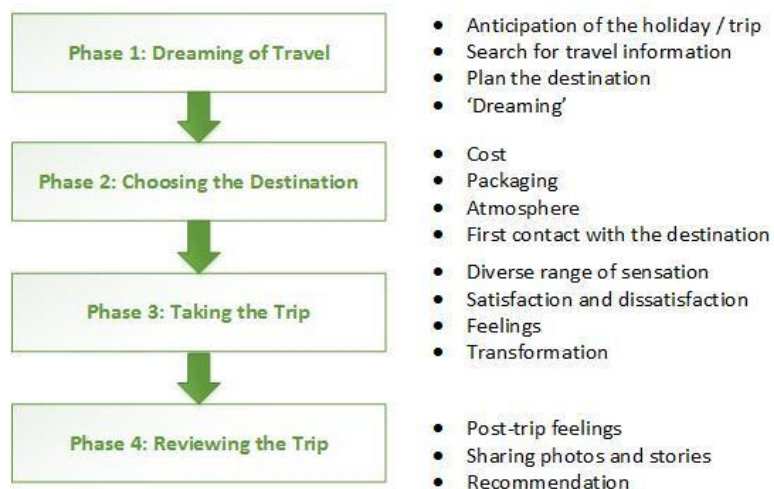 Phase 1: Dreaming of Travel
• Anticipation of the holiday / trip
• Search for travel information
• Plan the destination
• ‘Dreaming’
Phase 2: Choosing the Destination
• Cost
• Packaging
• Atmosphere
• First contact with the destination
Phase 3: Taking the Trip
• Diverse range of sensation
• Satisfaction and dissatisfaction
• Feelings
• Transformation
Phase 4: Reviewing the Trip
• Post-trip feelings
• Sharing photos and stories
• Recommendation